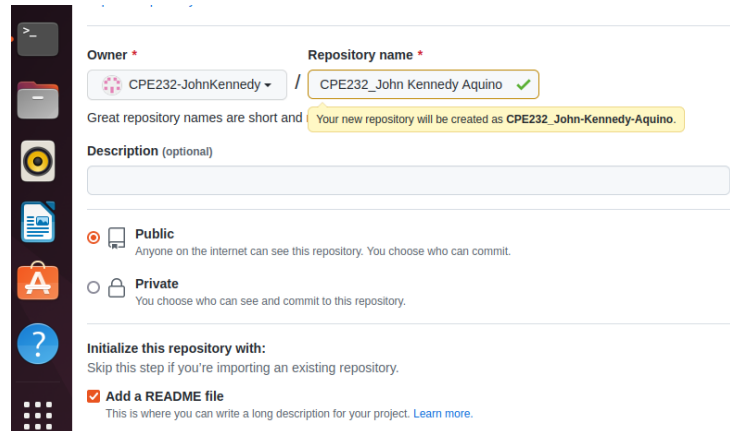 Owner * Repository name *
CPE232-JohnKennedy / CPE232_John Kennedy Aquino
Great repository names are short and
Your new repository will be created as CPE232_John-Kennedy-Aquino.
Description (optional)
Public
Anyone on the internet can see this repository. You choose who can commit.
Private
You choose who can see and commit to this repository.
Initialize this repository with:
Skip this step if you're importing an existing repository.
Add a README file
This is where you can write a long description for your project. Learn more.